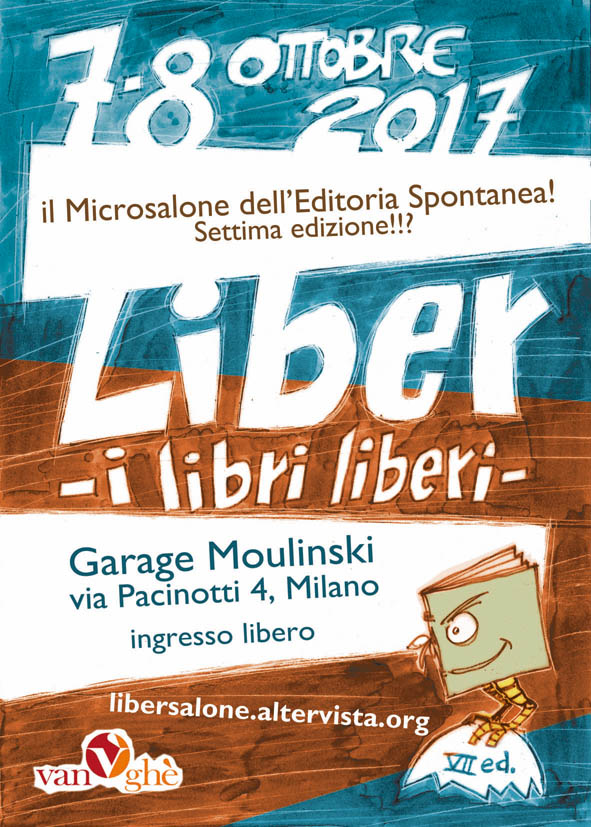 7-8 OTTOBRE
2017
il Microsalone dell'Editoria Spontanea!
Settima edizione!!?
Liber
- i libri liberi -
Garage Moulinski
via Pacinotti 4, Milano
ingresso libero
libersalone.altervista.org
vanVghè
VII ed.